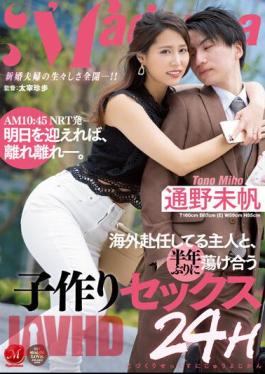 Madonna
新婚夫婦の生々しさ全開―!!
監督：太宰珍歩
AM10:45 NRT発
明日を迎えれば、
離れ離れ―。
Tono Miho
通野未帆
海外赴任してる主人と、
半年ぶりに蕩け合う
子作り
セックス
24H
JAVHD
Madonna